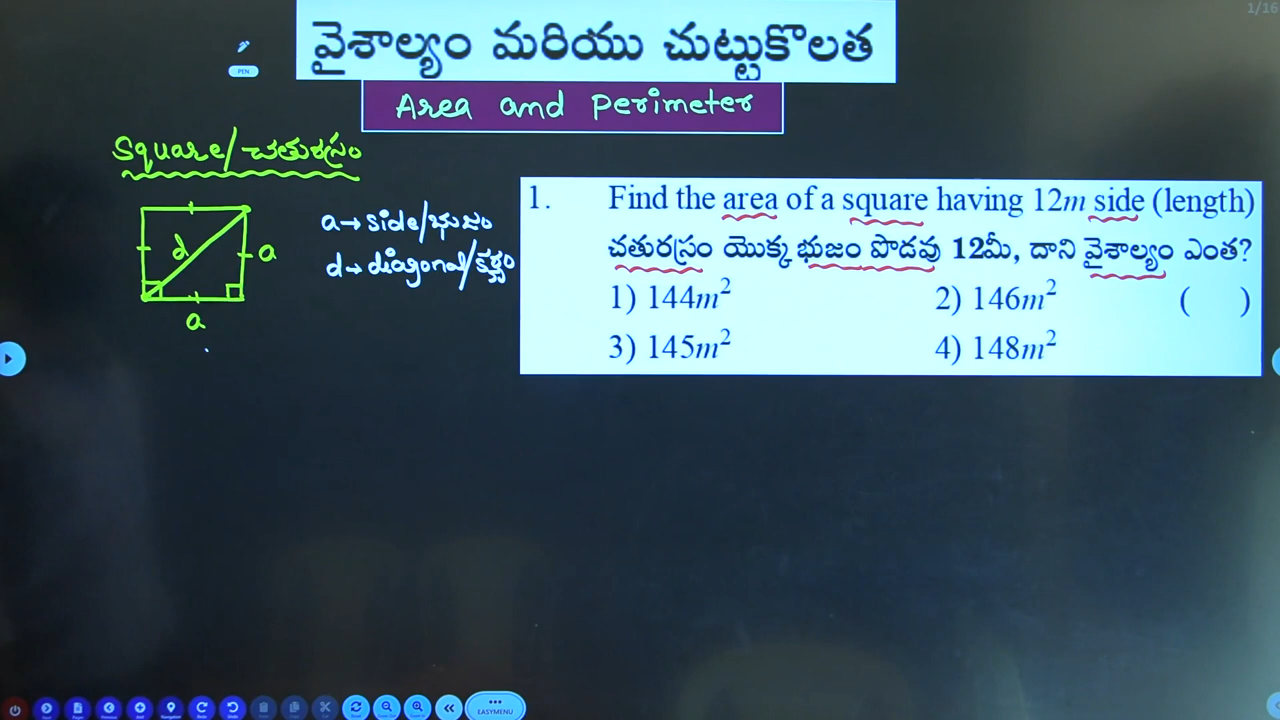 1/16
వైశాల్యం మరియు చుట్టుకొలత
PEN
Area and Perimeter
Square/చతురస్రం
a→side/భుజం
d→diagonal/కర్ణం
d
a
a
1. Find the area of a square having 12m side (length)
చతురస్రం యొక్క భుజం పొడవు 12మీ, దాని వైశాల్యం ఎంత?
1) 144m² 2) 146m² ( )
3) 145m² 4) 148m²
EASYMENU